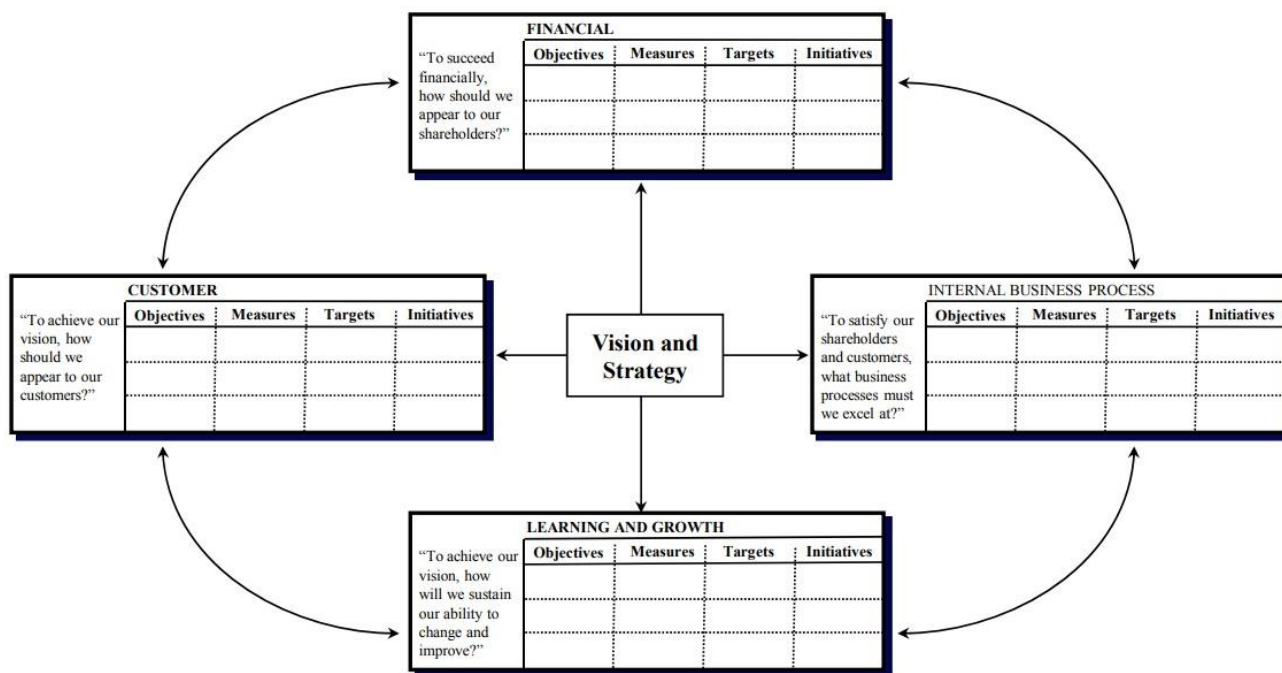 FINANCIAL
Objectives Measures Targets Initiatives
“To succeed
financially,
how should we
appear to our
shareholders?”
CUSTOMER
Objectives Measures Targets Initiatives
“To achieve our
vision, how
should we
appear to our
customers?”
Vision and
Strategy
INTERNAL BUSINESS PROCESS
Objectives Measures Targets Initiatives
“To satisfy our
shareholders
and customers,
what business
processes must
we excel at?”
LEARNING AND GROWTH
Objectives Measures Targets Initiatives
“To achieve our
vision, how
will we sustain
our ability to
change and
improve?”